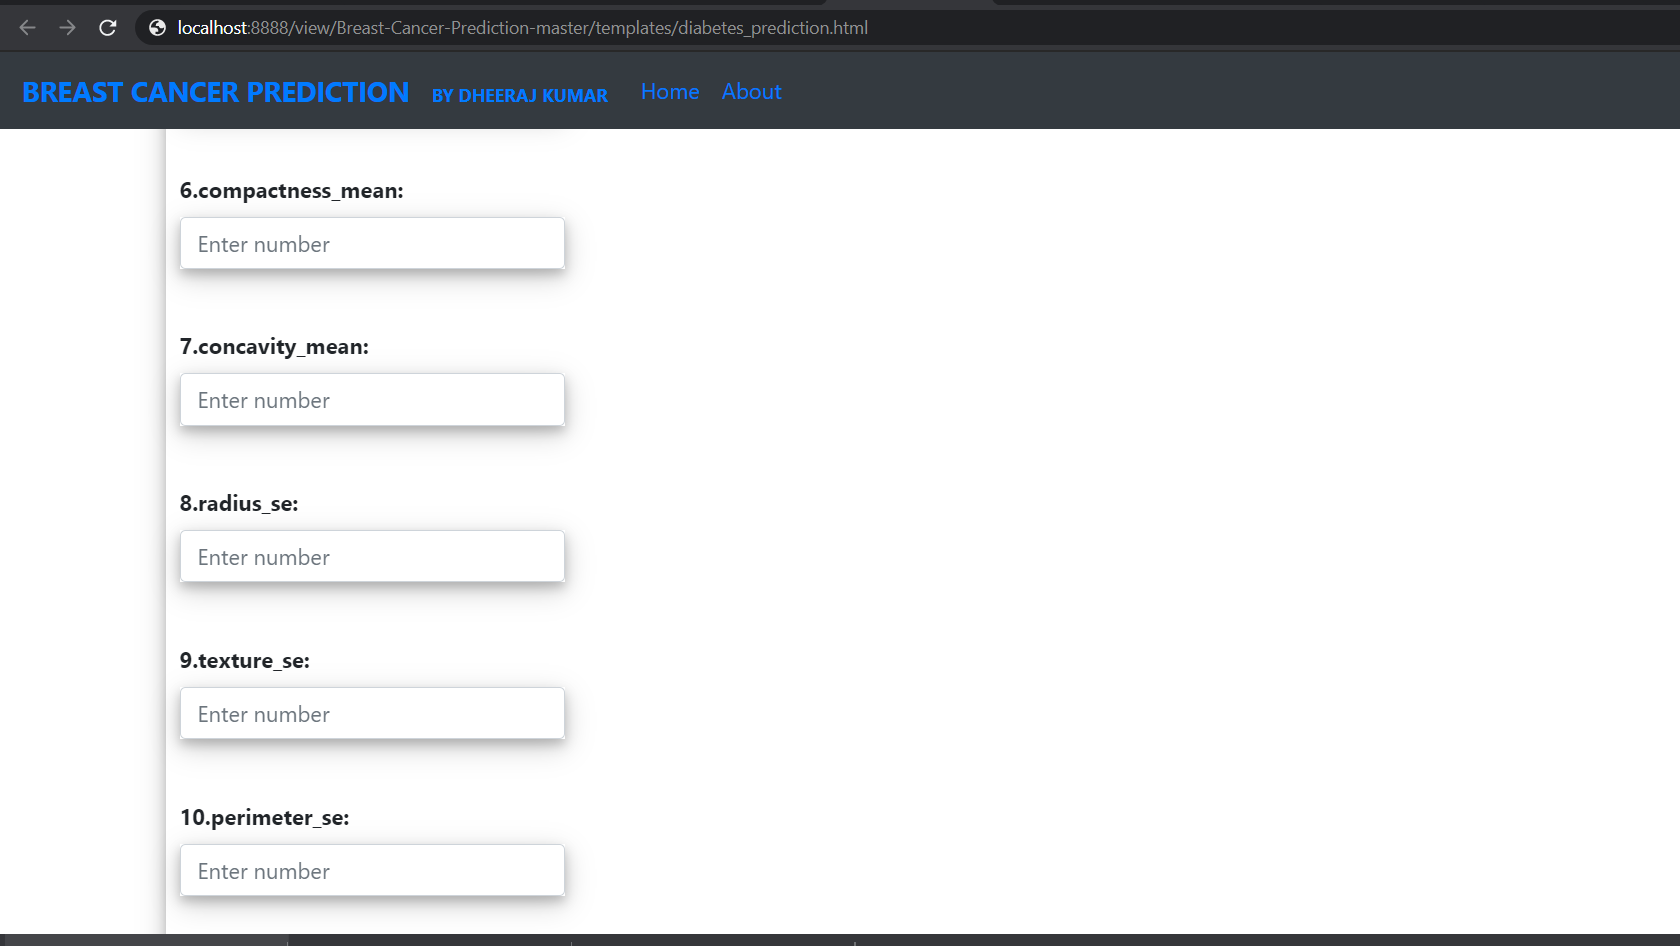 localhost:8888/view/Breast-Cancer-Prediction-master/templates/diabetes_prediction.html
BREAST CANCER PREDICTION BY DHEERAJ KUMAR Home About
6.compactness_mean:
Enter number
7.concavity_mean:
Enter number
8.radius_se:
Enter number
9.texture_se:
Enter number
10.perimeter_se:
Enter number